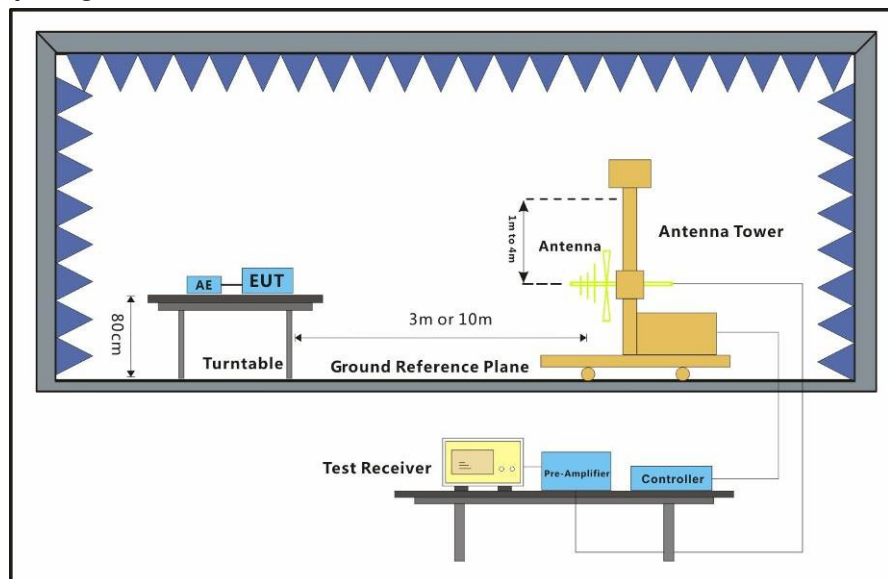 1m to 4m
Antenna
Antenna Tower
AE
EUT
80cm
3m or 10m
Turntable
Ground Reference Plane
Test Receiver
Pre-Amplifier
Controller